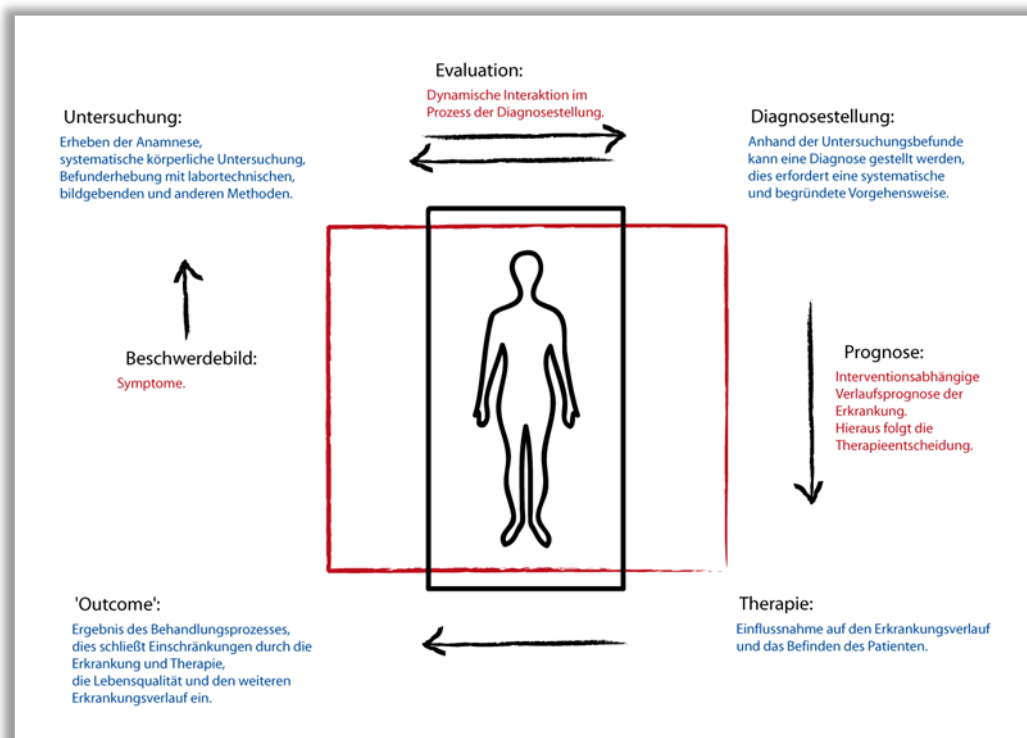 Evaluation:
Dynamische Interaktion im
Prozess der Diagnosestellung.
Untersuchung:
Erheben der Anamnese,
systematische körperliche Untersuchung,
Befunderhebung mit labortechnischen,
bildgebenden und anderen Methoden.
Diagnosestellung:
Anhand der Untersuchungsbefunde
kann eine Diagnose gestellt werden,
dies erfordert eine systematische
und begründete Vorgehensweise.
Beschwerdebild:
Symptome.
Prognose:
Interventionsabhängige
Verlaufsprognose der
Erkrankung.
Hieraus folgt die
Therapieentscheidung.
'Outcome':
Ergebnis des Behandlungsprozesses,
dies schließt Einschränkungen durch die
Erkrankung und Therapie,
die Lebensqualität und den weiteren
Erkrankungsverlauf ein.
Therapie:
Einflussnahme auf den Erkrankungsverlauf
und das Befinden des Patienten.